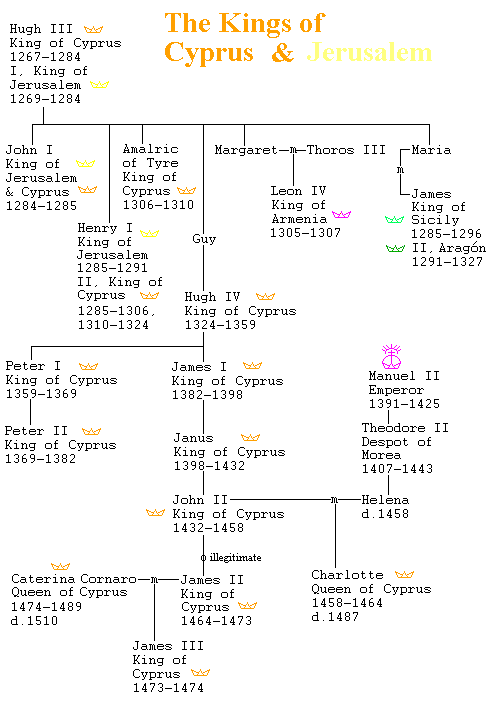 The Kings of
Cyprus & Jerusalem
Hugh III
King of Cyprus
1267–1284
I, King of
Jerusalem
1269–1284
John I
King of
Jerusalem
& Cyprus
1284–1285
Henry I
King of
Jerusalem
1285–1291
II, King of
Cyprus
1285–1306,
1310–1324
Amalric
of Tyre
King of
Cyprus
1306–1310
Guy
Margaret m Thoros III
Leon IV
King of
Armenia
1305–1307
Maria
m
James
King of
Sicily
1285–1296
II, Aragón
1291–1327
Hugh IV
King of Cyprus
1324–1359
Peter I
King of Cyprus
1359–1369
Peter II
King of Cyprus
1369–1382
James I
King of Cyprus
1382–1398
Janus
King of Cyprus
1398–1432
Manuel II
Emperor
1391–1425
Theodore II
Despot of
Morea
1407–1443
John II
King of Cyprus
1432–1458
m
Helena
d.1458
illegitimate
Caterina Cornaro m James II
Queen of Cyprus
1474–1489
d.1510
King of
Cyprus
1464–1473
Charlotte
Queen of Cyprus
1458–1464
d.1487
James III
King of
Cyprus
1473–1474